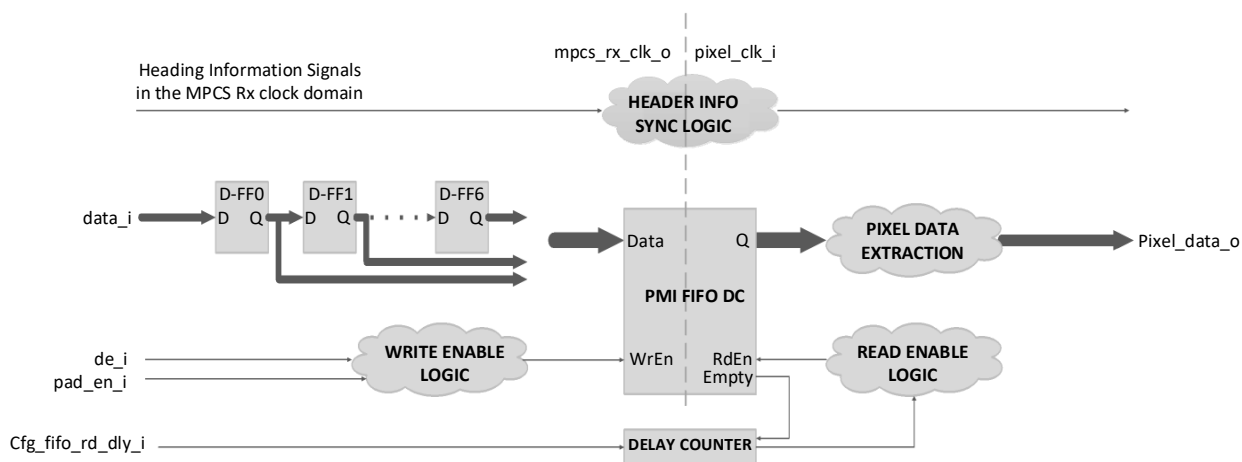 mpcs_rx_clk_o
pixel_clk_i
Heading Information Signals
in the MPCS Rx clock domain
HEADER INFO
SYNC LOGIC
D-FF0
D-FF1
D-FF6
data_i
D
Q
D
Q
D
Q
Data
Q
PIXEL DATA
EXTRACTION
Pixel_data_o
PMI FIFO DC
de_i
pad_en_i
WRITE ENABLE
LOGIC
WrEn
RdEn
Empty
READ ENABLE
LOGIC
Cfg_fifo_rd_dly_i
DELAY COUNTER